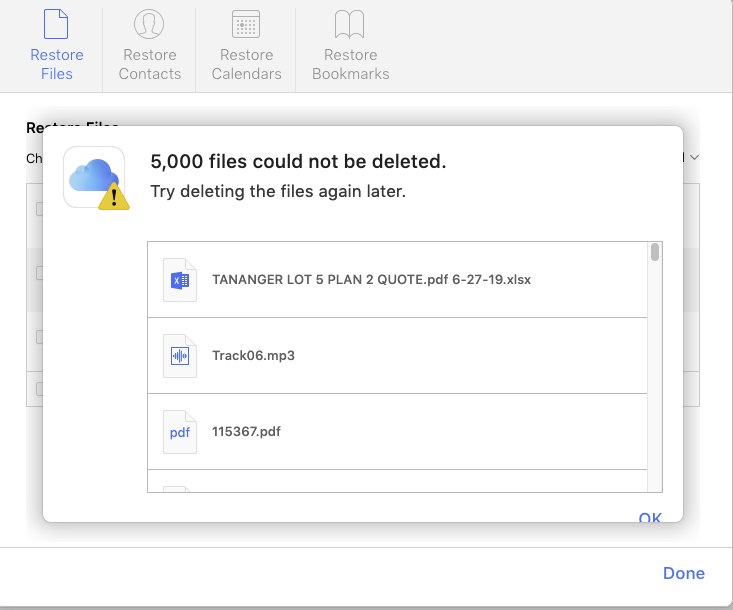 Restore
Files
Restore
Contacts
Restore
Calendars
Restore
Bookmarks
Restore Files
5,000 files could not be deleted.
Try deleting the files again later.
TANANGER LOT 5 PLAN 2 QUOTE.pdf 6-27-19.xlsx
Track06.mp3
pdf
115367.pdf
OK
Done